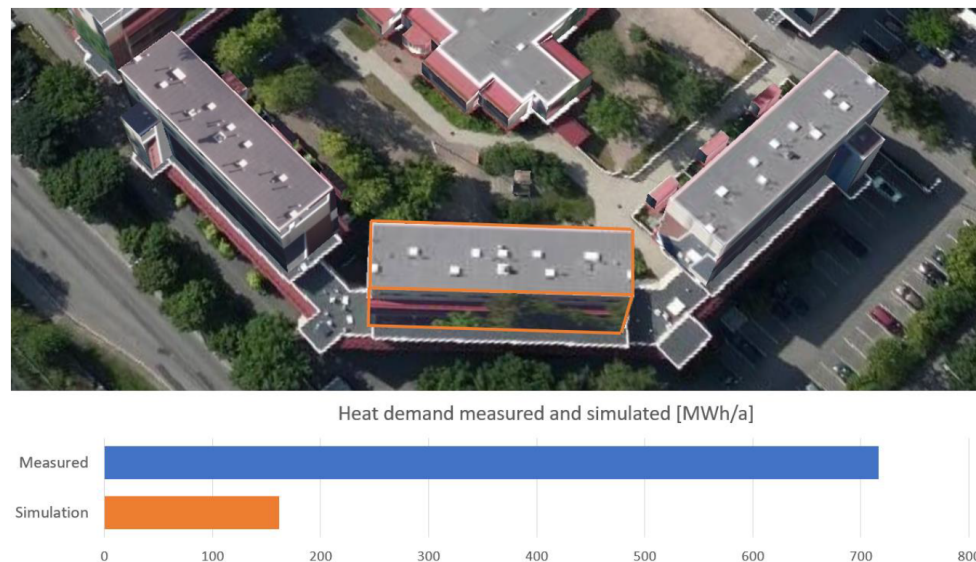 Heat demand measured and simulated [MWh/a]
Measured
Simulation
0 100 200 300 400 500 600 700 800